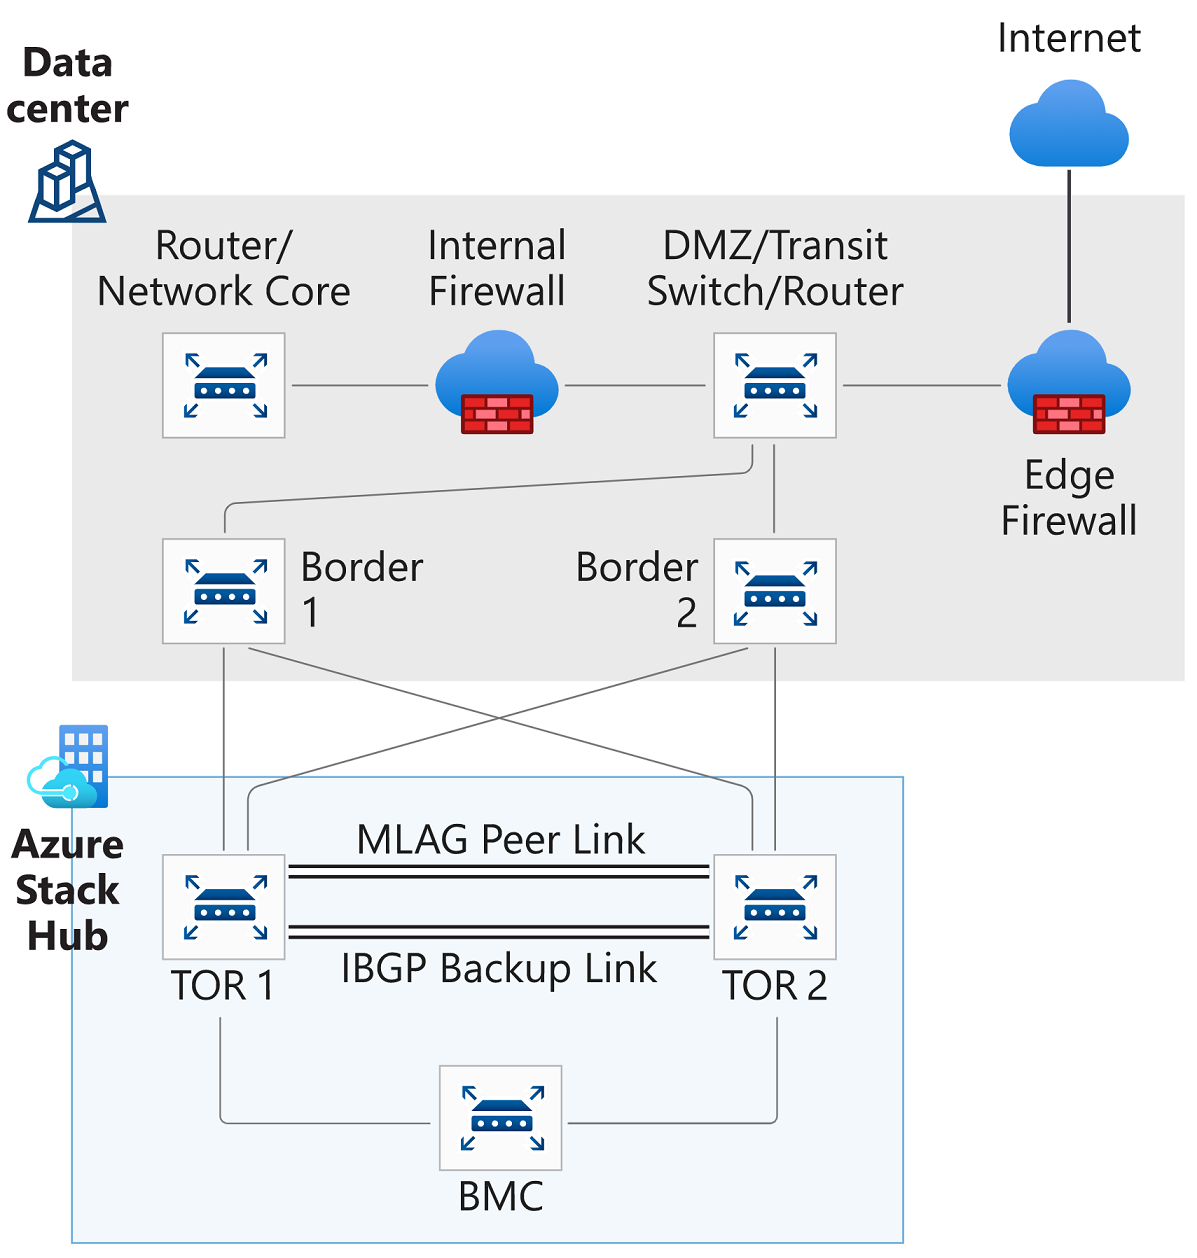 Data
center
Internet
Router/
Network Core
Internal
Firewall
DMZ/Transit
Switch/Router
Edge
Firewall
Border
1
Border
2
Azure
Stack
Hub
MLAG Peer Link
IBGP Backup Link
TOR 1
TOR 2
BMC